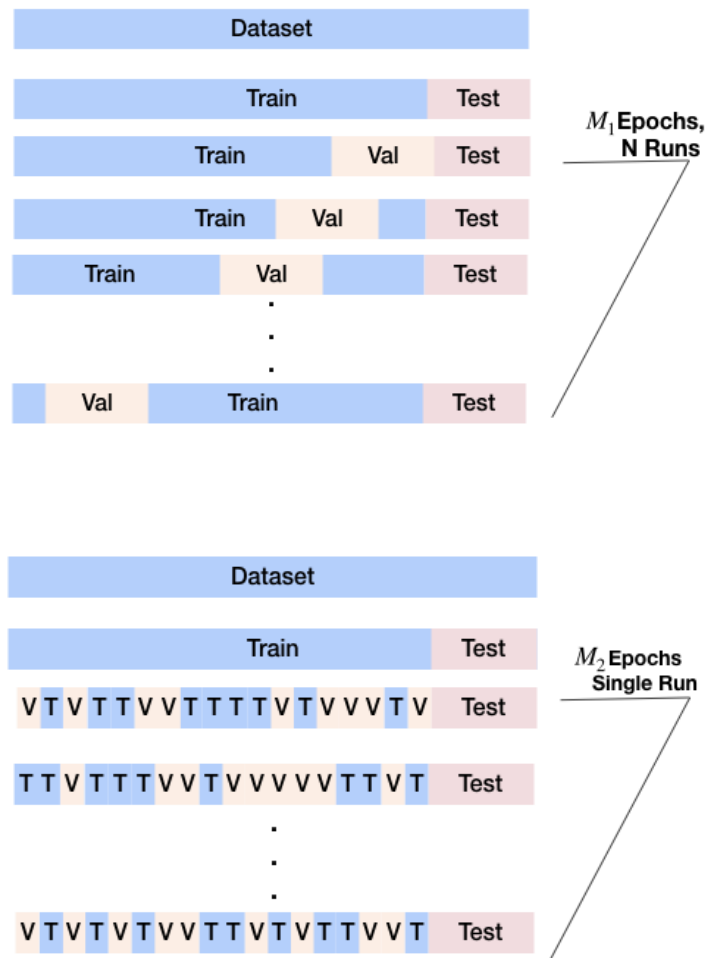 Dataset
Train Test
M₁ Epochs,
N Runs
Train Val Test
Train Val Test
Train Val Test
Val Train Test
Dataset
Train Test
M₂ Epochs
Single Run
V T V T T V V T T T T V T V V V T V Test
T T V T T T V V T V V V V V T T V T Test
V T V T V T V V T T V T V T T V V T Test